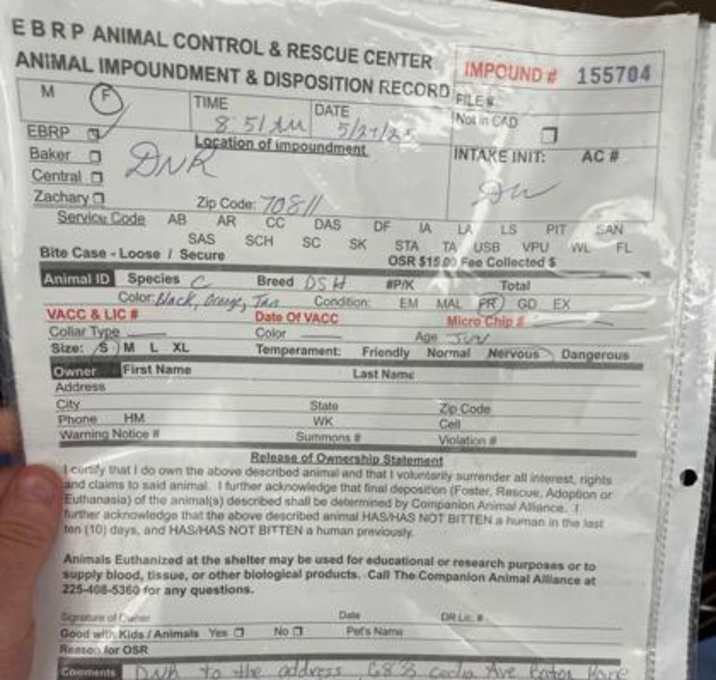 EBRP ANIMAL CONTROL & RESCUE CENTER
ANIMAL IMPOUNDMENT & DISPOSITION RECORD
IMPOUND # 155704
M F
TIME 8:51 AM
DATE 5/27/25
FILE #
Not in CAD
EBRP
Location of impoundment
Baker
DNR
INTAKE INIT: AC #
Central
Zachary
Zip Code: 70811
Service Code AB AR CC DAS DF IA LA LS PIT SAN
SAS SCH SC SK STA TA USB VPU WL FL
Bite Case - Loose / Secure
OSR $15.00 Fee Collected $
Animal ID Species C Breed DSH #P/K Total
Color: black, orange, Tan Condition: EM MAL PR GD EX
VACC & LIC # Date Of VACC Micro Chip #
Collar Type Color Age JUV
Size: S M L XL Temperament: Friendly Normal Nervous Dangerous
Owner First Name Last Name
Address
City State Zip Code
Phone HM WK Cell
Warning Notice # Summons # Violation #
Release of Ownership Statement
I certify that I do own the above described animal and that I voluntarily surrender all interest, rights
and claims to said animal. I further acknowledge that final deposition (Foster, Rescue, Adoption or
Euthanasia) of the animal(s) described shall be determined by Companion Animal Alliance. I
further acknowledge that the above described animal HAS/HAS NOT BITTEN a human in the last
ten (10) days, and HAS/HAS NOT BITTEN a human previously.
Animals Euthanized at the shelter may be used for educational or research purposes or to
supply blood, tissue, or other biological products. Call The Companion Animal Alliance at
225-408-5360 for any questions.
Signature of Owner Date DR Lic. #
Good with Kids / Animals Yes No Pet's Name
Reason for OSR
Comments DNR to the address Ave